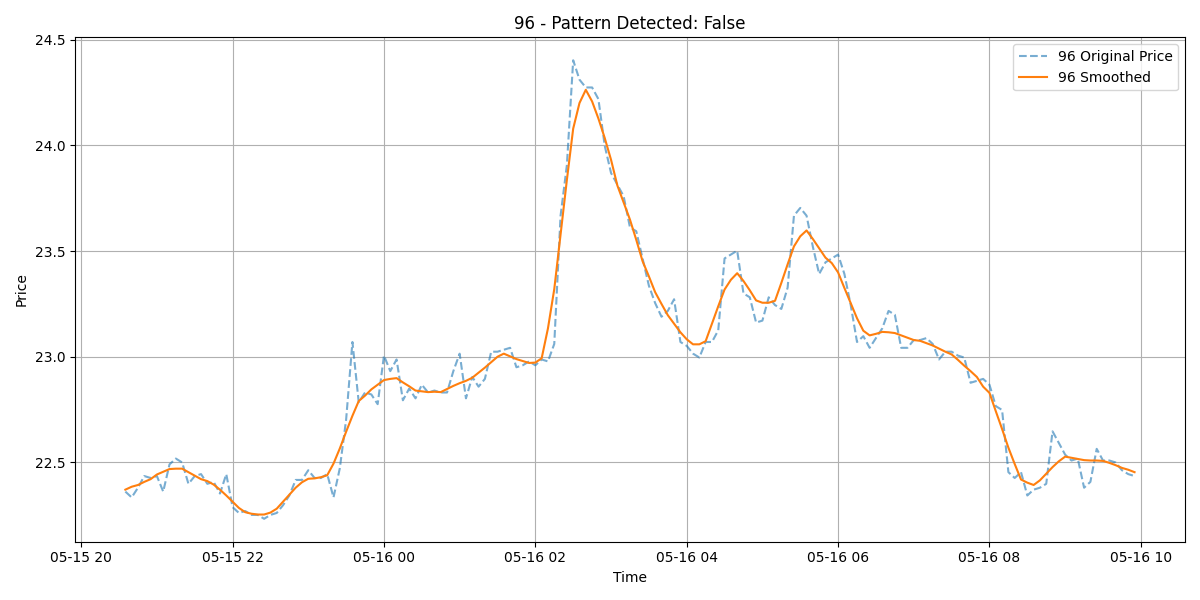 96 - Pattern Detected: False
24.5
24.0
23.5
23.0
22.5
Price
96 Original Price
96 Smoothed
05-15 20
05-15 22
05-16 00
05-16 02
05-16 04
05-16 06
05-16 08
05-16 10
Time